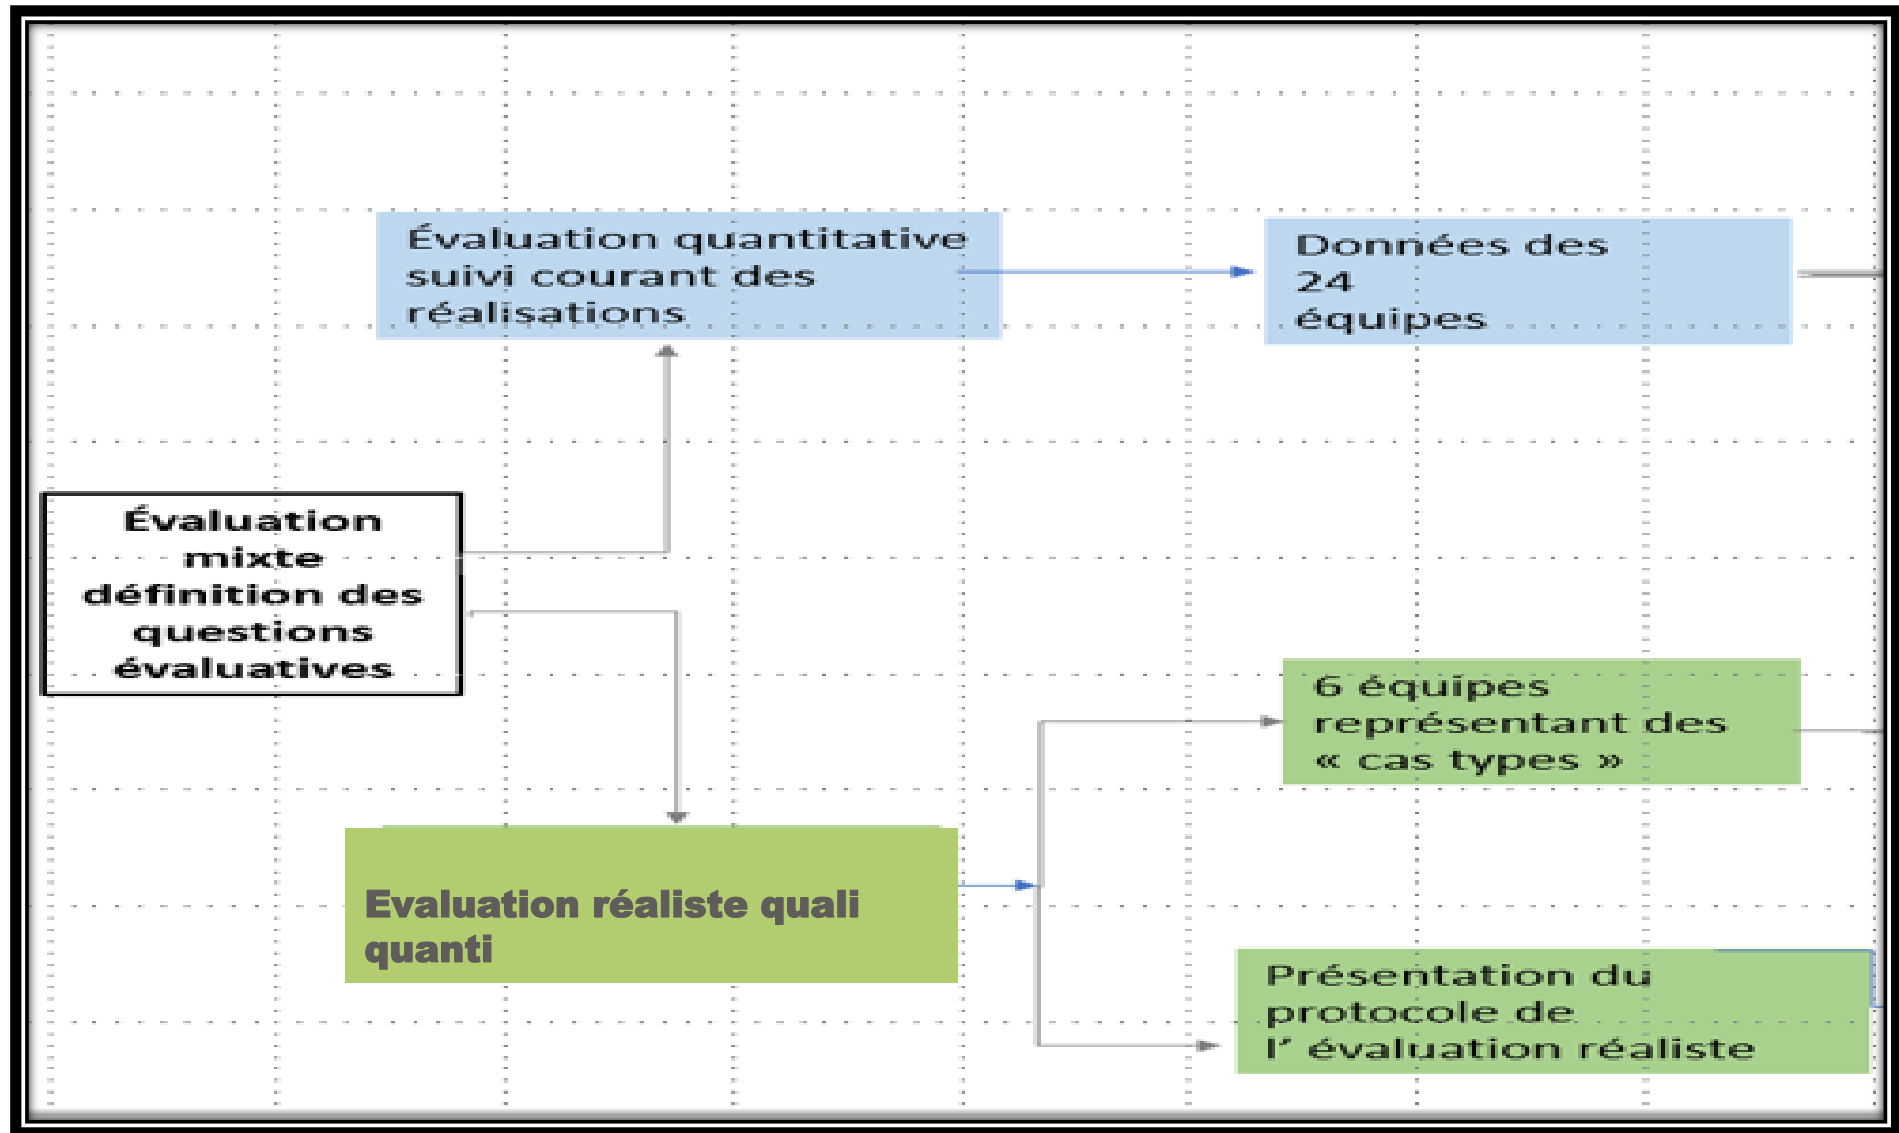 Évaluation quantitative
suivi courant des
réalisations
Données des
24
équipes
Évaluation
mixte
définition des
questions
évaluatives
6 équipes
représentant des
« cas types »
Evaluation réaliste quali
quanti
Présentation du
protocole de
l’ évaluation réaliste